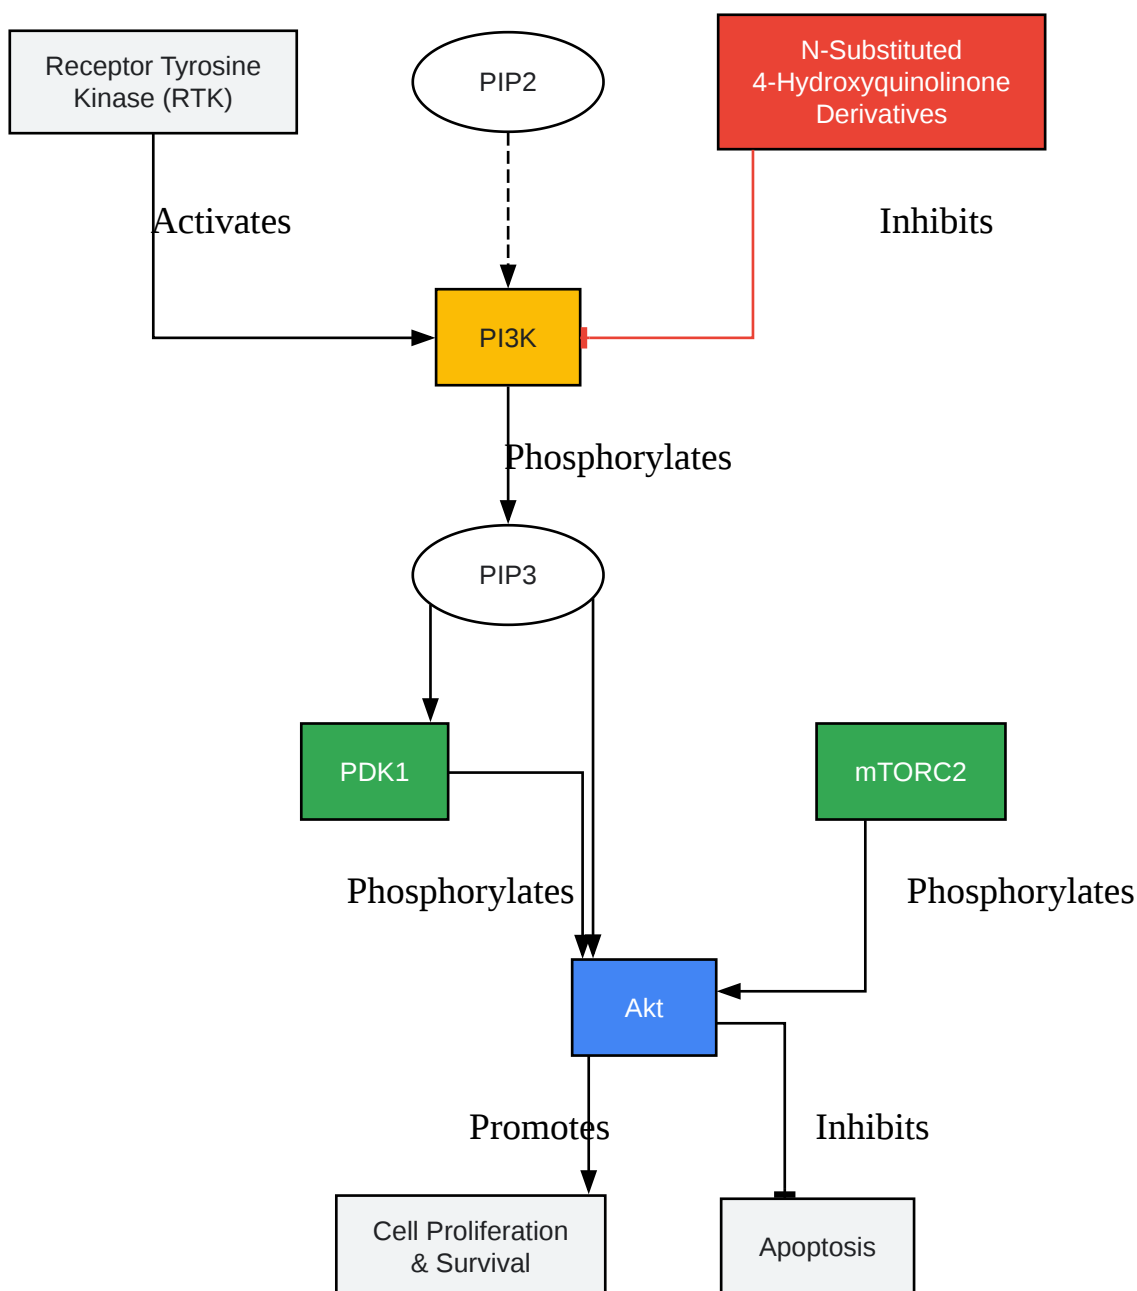 Receptor Tyrosine
Kinase (RTK)
PIP2
N-Substituted
4-Hydroxyquinolinone
Derivatives
Activates
Inhibits
PI3K
Phosphorylates
PIP3
PDK1
mTORC2
Phosphorylates
Phosphorylates
Akt
Promotes
Inhibits
Cell Proliferation
& Survival
Apoptosis